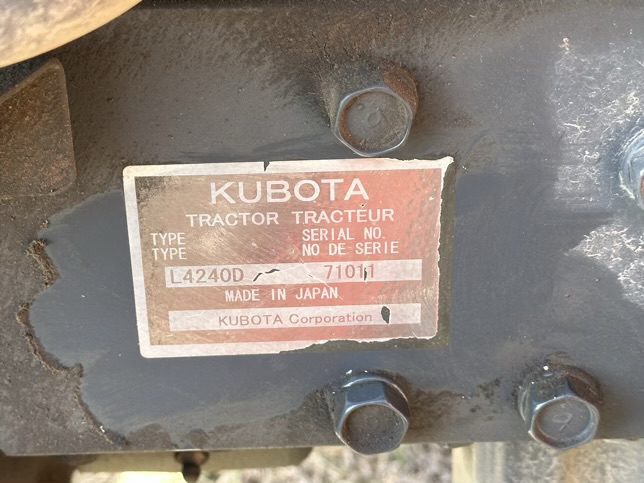 KUBOTA
TRACTOR TRACTEUR
TYPE SERIAL NO.
TYPE NO DE SERIE
L4240D 71011
MADE IN JAPAN
KUBOTA Corporation